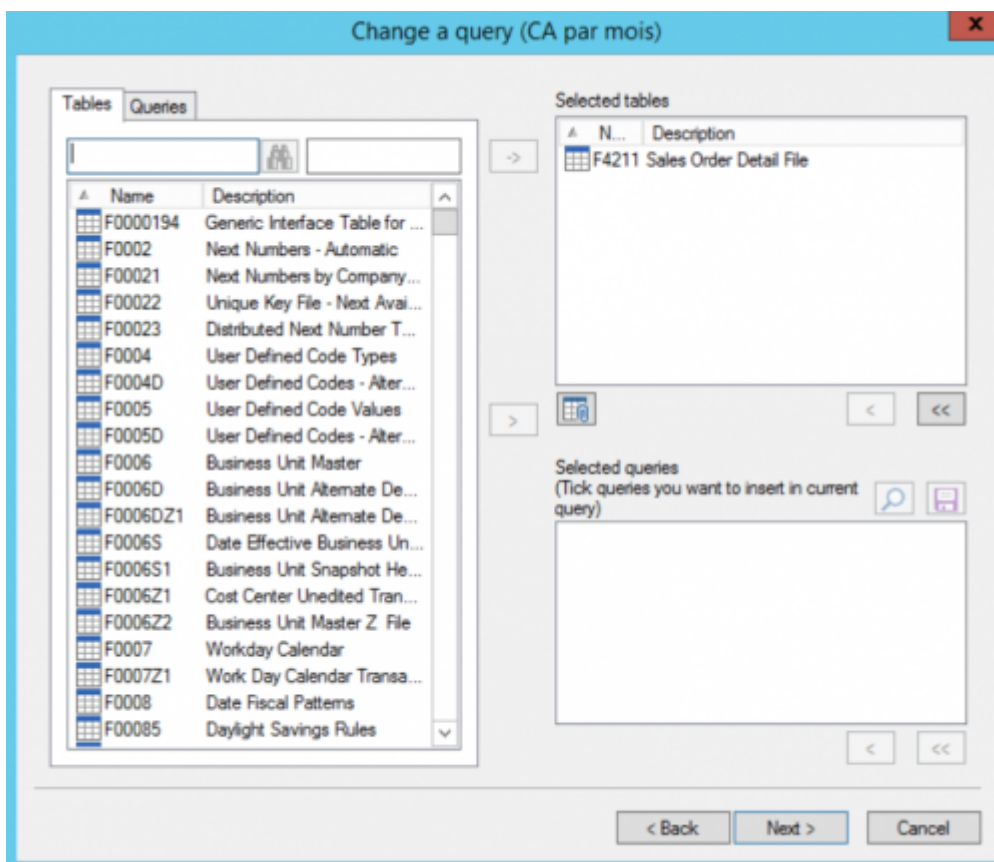 Change a query (CA par mois)
x
Tables Queries
Selected tables
N... Description
F4211 Sales Order Detail File
->
Name Description
F0000194 Generic Interface Table for ...
F0002 Next Numbers - Automatic
F00021 Next Numbers by Company...
F00022 Unique Key File - Next Avai...
F00023 Distributed Next Number T...
F0004 User Defined Code Types
F0004D User Defined Codes - Alter...
F0005 User Defined Code Values
F0005D User Defined Codes - Alter...
F0006 Business Unit Master
F0006D Business Unit Alternate De...
F0006DZ1 Business Unit Alternate De...
F0006S Date Effective Business Un...
F0006S1 Business Unit Snapshot He...
F0006Z1 Cost Center Unedited Tran...
F0006Z2 Business Unit Master Z File
F0007 Workday Calendar
F0007Z1 Work Day Calendar Transa...
F0008 Date Fiscal Patterns
F00085 Daylight Savings Rules
>
< <<
Selected queries
(Tick queries you want to insert in current
query)
< <<
< Back Next > Cancel